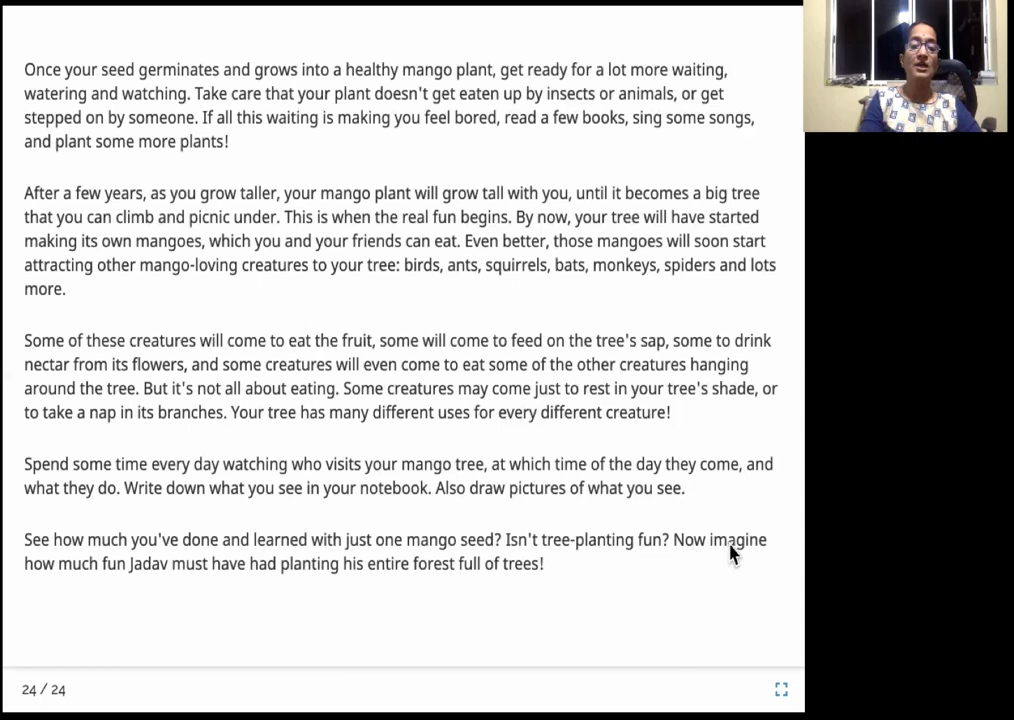 Once your seed germinates and grows into a healthy mango plant, get ready for a lot more waiting,
watering and watching. Take care that your plant doesn't get eaten up by insects or animals, or get
stepped on by someone. If all this waiting is making you feel bored, read a few books, sing some songs,
and plant some more plants!
After a few years, as you grow taller, your mango plant will grow tall with you, until it becomes a big tree
that you can climb and picnic under. This is when the real fun begins. By now, your tree will have started
making its own mangoes, which you and your friends can eat. Even better, those mangoes will soon start
attracting other mango-loving creatures to your tree: birds, ants, squirrels, bats, monkeys, spiders and lots
more.
Some of these creatures will come to eat the fruit, some will come to feed on the tree's sap, some to drink
nectar from its flowers, and some creatures will even come to eat some of the other creatures hanging
around the tree. But it's not all about eating. Some creatures may come just to rest in your tree's shade, or
to take a nap in its branches. Your tree has many different uses for every different creature!
Spend some time every day watching who visits your mango tree, at which time of the day they come, and
what they do. Write down what you see in your notebook. Also draw pictures of what you see.
See how much you've done and learned with just one mango seed? Isn't tree-planting fun? Now imagine
how much fun Jadav must have had planting his entire forest full of trees!
24 / 24